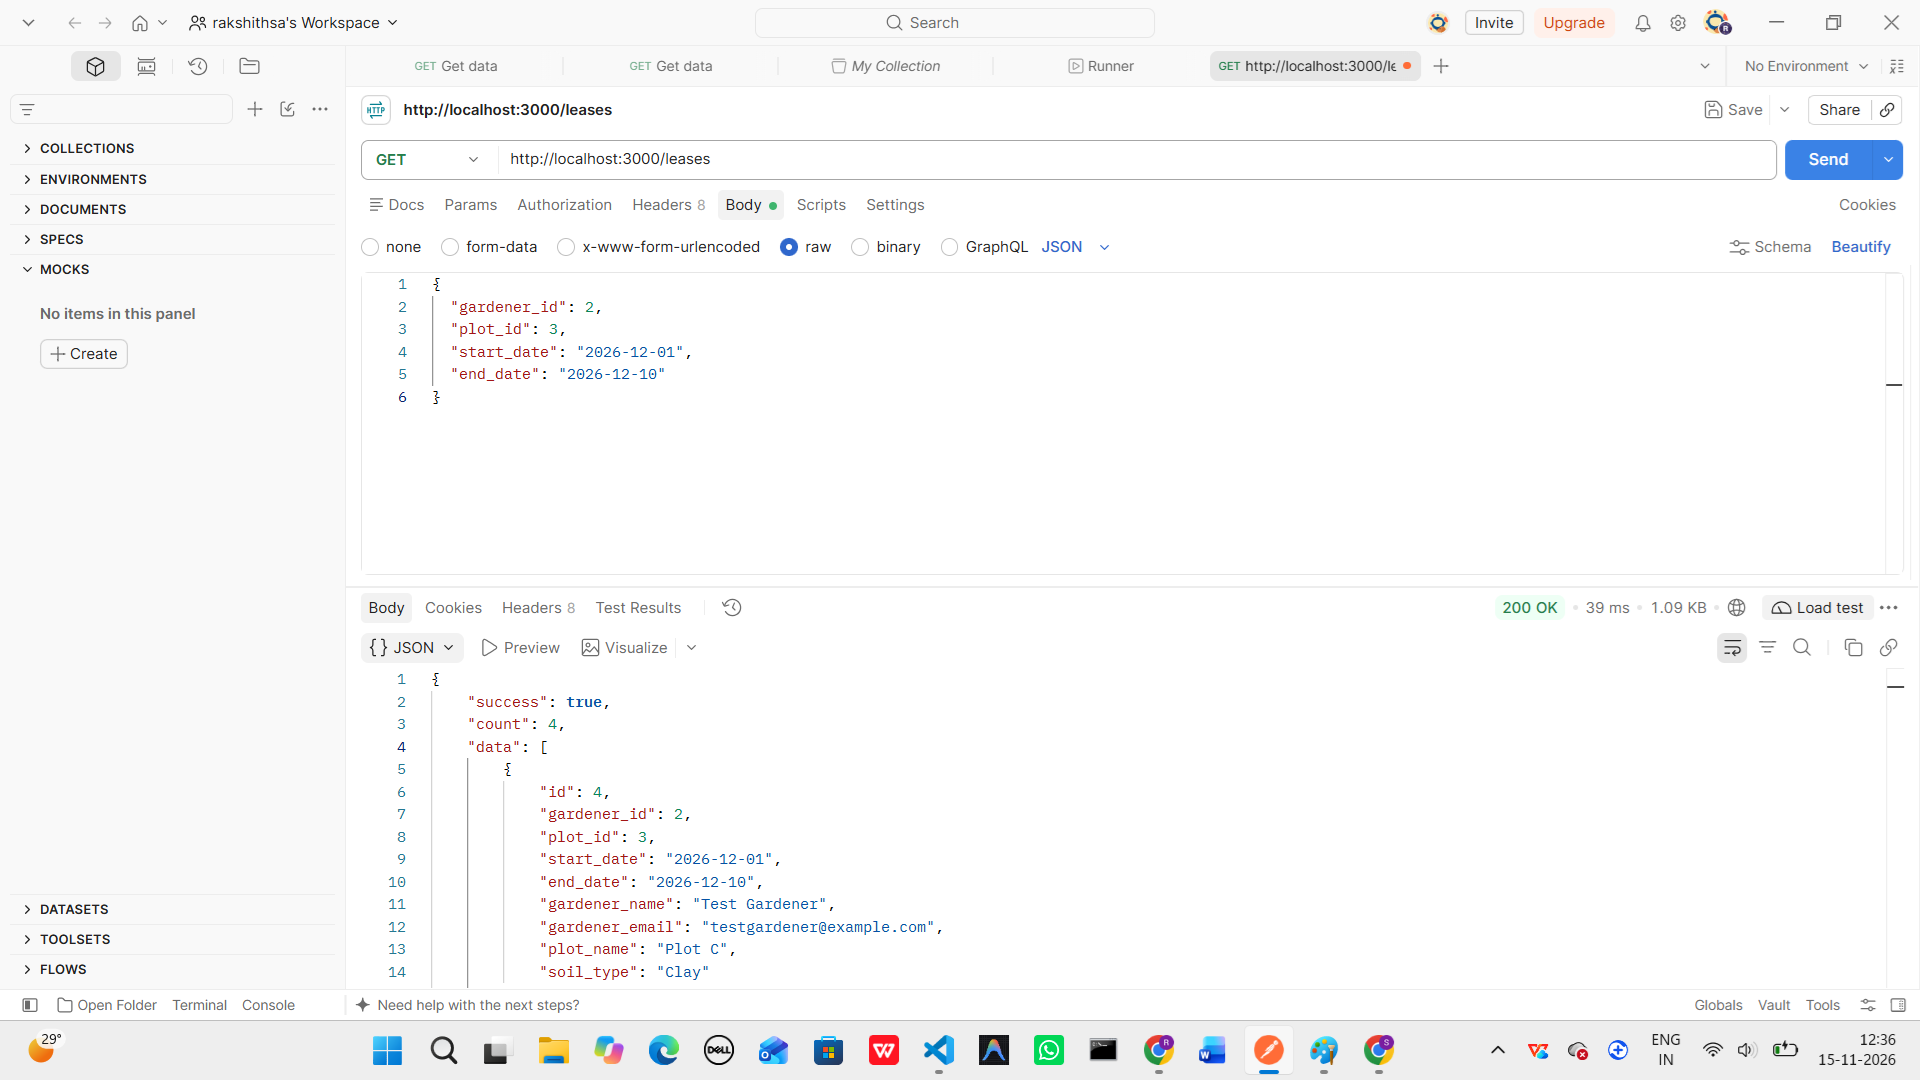 rakshithsa's Workspace
Search
Invite
Upgrade
GET Get data
GET Get data
My Collection
Runner
GET http://localhost:3000/le
No Environment
HTTP http://localhost:3000/leases
Save
Share
GET
http://localhost:3000/leases
Send
Docs
Params
Authorization
Headers 8
Body
Scripts
Settings
Cookies
none
form-data
x-www-form-urlencoded
raw
binary
GraphQL
JSON
Schema
Beautify
1 {
2 "gardener_id": 2,
3 "plot_id": 3,
4 "start_date": "2026-12-01",
5 "end_date": "2026-12-10"
6 }
COLLECTIONS
ENVIRONMENTS
DOCUMENTS
SPECS
MOCKS
No items in this panel
Create
DATASETS
TOOLSETS
FLOWS
Body
Cookies
Headers 8
Test Results
200 OK
39 ms
1.09 KB
Load test
{} JSON
Preview
Visualize
1 {
2 "success": true,
3 "count": 4,
4 "data": [
5 {
6 "id": 4,
7 "gardener_id": 2,
8 "plot_id": 3,
9 "start_date": "2026-12-01",
10 "end_date": "2026-12-10",
11 "gardener_name": "Test Gardener",
12 "gardener_email": "testgardener@example.com",
13 "plot_name": "Plot C",
14 "soil_type": "Clay"
Open Folder
Terminal
Console
Need help with the next steps?
Globals
Vault
Tools
29°
DELL
ENG
IN
12:36
15-11-2026